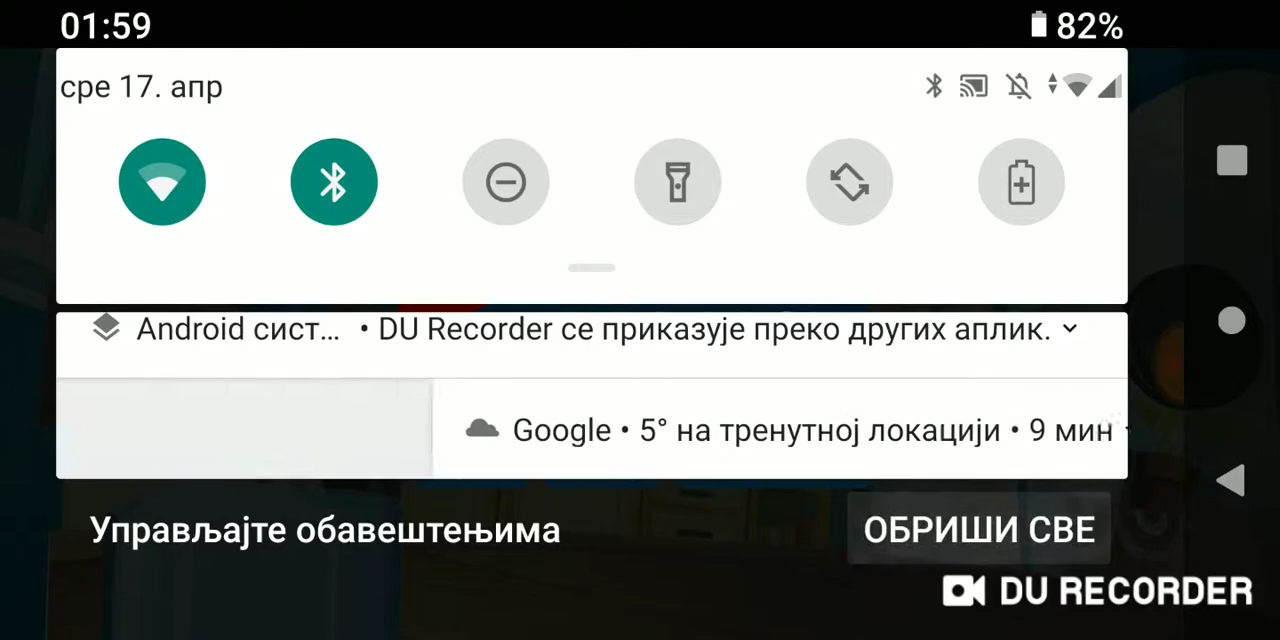 01:59 82%
сре 17. апр
Android сист... • DU Recorder се приказује преко других аплик.
Google • 5° на тренутној локацији • 9 мин
Управљајте обавештењима
ОБРИШИ СВЕ
DU RECORDER